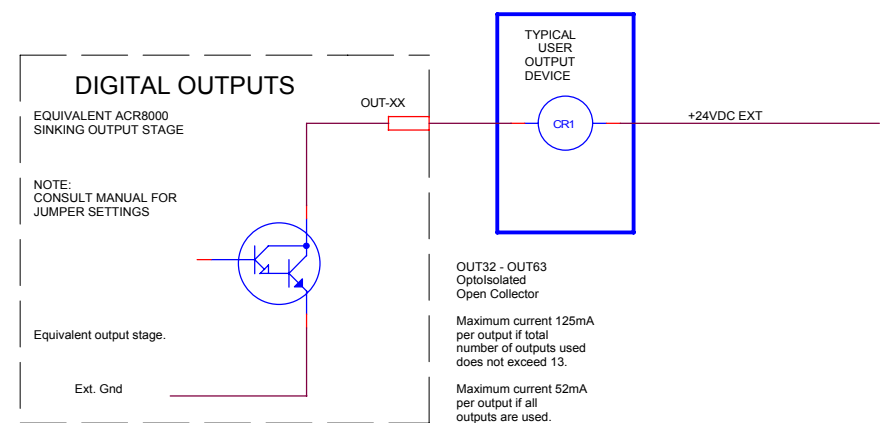 TYPICAL
USER
OUTPUT
DEVICE
DIGITAL OUTPUTS
OUT-XX
EQUIVALENT ACR8000
SINKING OUTPUT STAGE
CR1
+24VDC EXT
NOTE:
CONSULT MANUAL FOR
JUMPER SETTINGS
OUT32 - OUT63
OptoIsolated
Open Collector
Maximum current 125mA
per output if total
number of outputs used
does not exceed 13.
Equivalent output stage.
Ext. Gnd
Maximum current 52mA
per output if all
outputs are used.